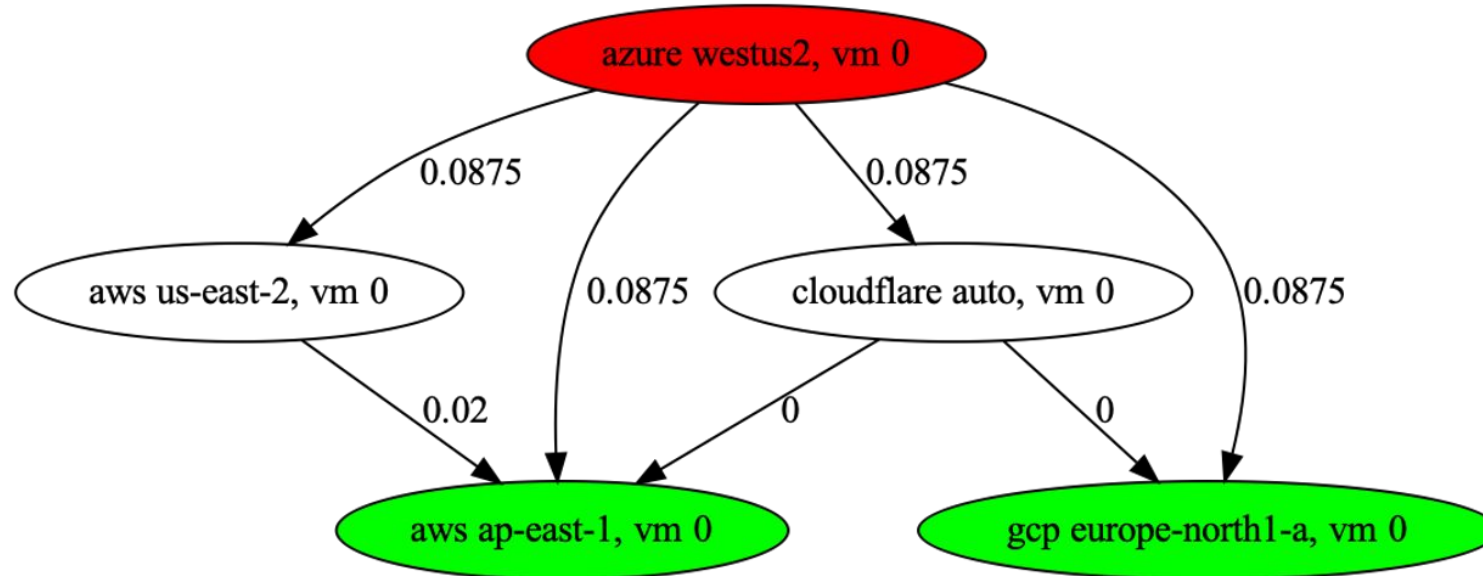 azure westus2, vm 0
0.0875
0.0875
0.0875
0.0875
aws us-east-2, vm 0
cloudflare auto, vm 0
0.02
0
0
aws ap-east-1, vm 0
gcp europe-north1-a, vm 0